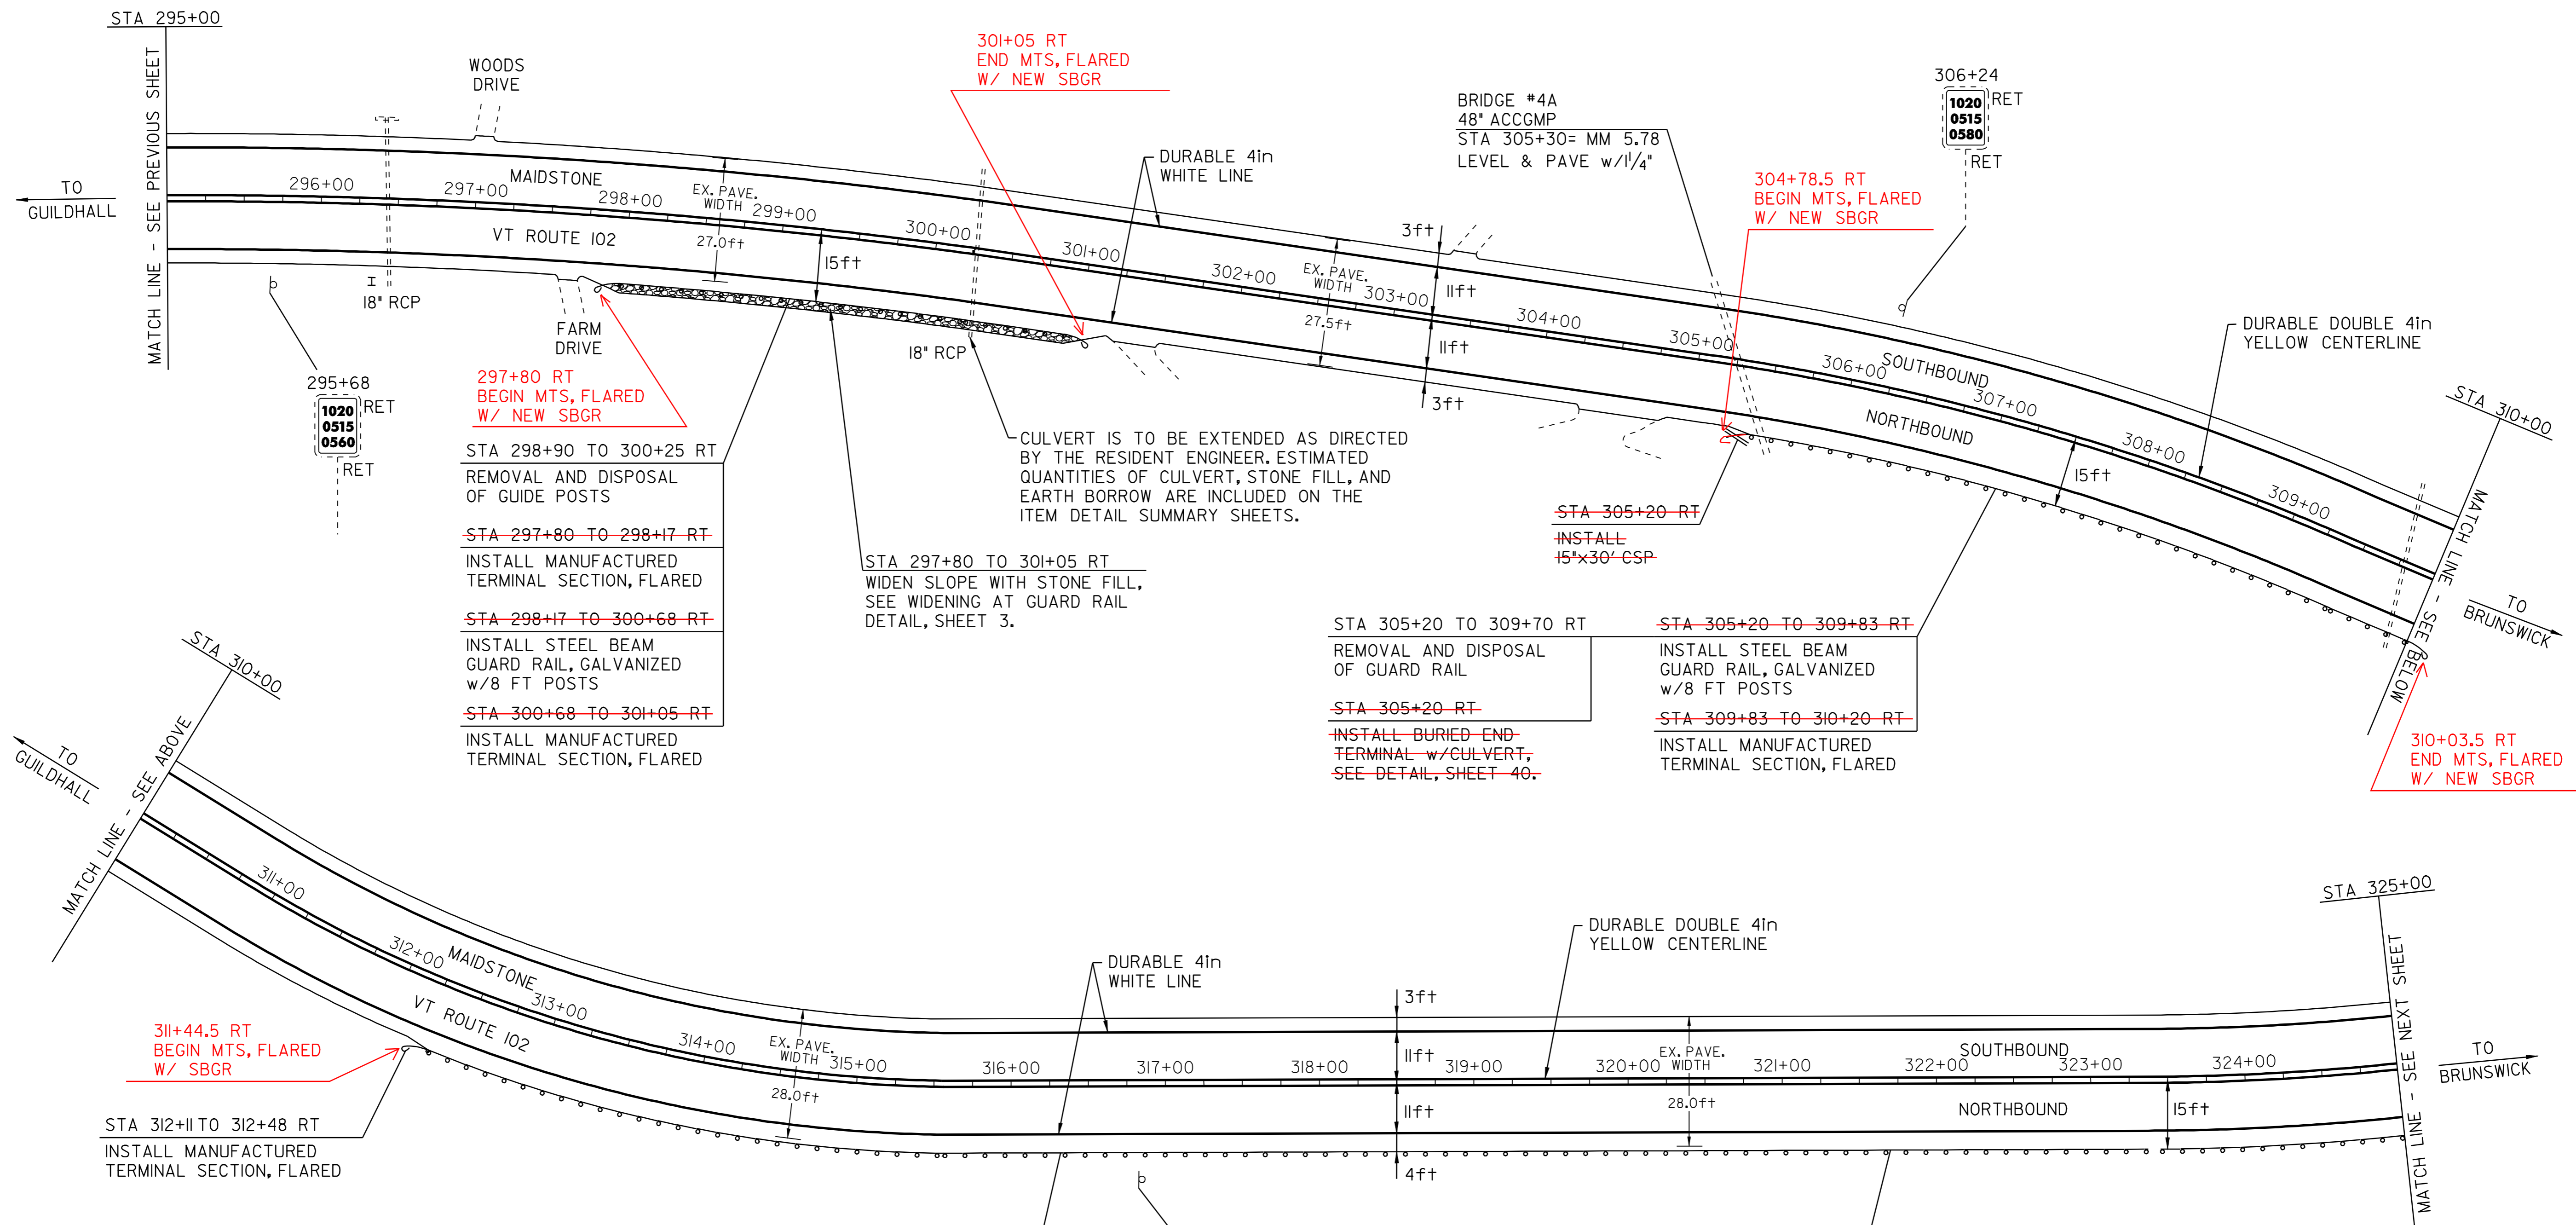 STA 295+00
MATCH LINE - SEE PREVIOUS SHEET
TO
GUILDHALL
WOODS
DRIVE
296+00
297+00
298+00
299+00
300+00
301+00
302+00
303+00
304+00
305+00
306+00
307+00
308+00
309+00
MAIDSTONE
VT ROUTE 102
EX. PAVE.
WIDTH
27.0ft
15ft
I
18" RCP
FARM
DRIVE
295+68
1020
0515
0560
RET
RET
297+80 RT
BEGIN MTS, FLARED
W/ NEW SBGR
301+05 RT
END MTS, FLARED
W/ NEW SBGR
DURABLE 4in
WHITE LINE
18" RCP
BRIDGE #4A
48" ACCGMP
STA 305+30= MM 5.78
LEVEL & PAVE w/1 1/4"
3ft
11ft
11ft
3ft
EX. PAVE.
WIDTH
27.5ft
304+78.5 RT
BEGIN MTS, FLARED
W/ NEW SBGR
306+24
1020
0515
0580
RET
RET
SOUTHBOUND
NORTHBOUND
15ft
DURABLE DOUBLE 4in
YELLOW CENTERLINE
STA 310+00
MATCH LINE - SEE BELOW
TO
BRUNSWICK
STA 298+90 TO 300+25 RT
REMOVAL AND DISPOSAL
OF GUIDE POSTS
STA 297+80 TO 298+17 RT
INSTALL MANUFACTURED
TERMINAL SECTION, FLARED
STA 298+17 TO 300+68 RT
INSTALL STEEL BEAM
GUARD RAIL, GALVANIZED
w/8 FT POSTS
STA 300+68 TO 301+05 RT
INSTALL MANUFACTURED
TERMINAL SECTION, FLARED
CULVERT IS TO BE EXTENDED AS DIRECTED
BY THE RESIDENT ENGINEER. ESTIMATED
QUANTITIES OF CULVERT, STONE FILL, AND
EARTH BORROW ARE INCLUDED ON THE
ITEM DETAIL SUMMARY SHEETS.
STA 297+80 TO 301+05 RT
WIDEN SLOPE WITH STONE FILL,
SEE WIDENING AT GUARD RAIL
DETAIL, SHEET 3.
STA 305+20 RT
INSTALL
15"x30' CSP
STA 305+20 TO 309+70 RT
REMOVAL AND DISPOSAL
OF GUARD RAIL
STA 305+20 RT
INSTALL BURIED END
TERMINAL w/CULVERT,
SEE DETAIL, SHEET 40.
STA 305+20 TO 309+83 RT
INSTALL STEEL BEAM
GUARD RAIL, GALVANIZED
w/8 FT POSTS
STA 309+83 TO 310+20 RT
INSTALL MANUFACTURED
TERMINAL SECTION, FLARED
310+03.5 RT
END MTS, FLARED
W/ NEW SBGR
STA 310+00
MATCH LINE - SEE ABOVE
TO
GUILDHALL
311+00
312+00
313+00
314+00
315+00
316+00
317+00
318+00
319+00
320+00
321+00
322+00
323+00
324+00
MAIDSTONE
VT ROUTE 102
311+44.5 RT
BEGIN MTS, FLARED
W/ SBGR
STA 312+11 TO 312+48 RT
INSTALL MANUFACTURED
TERMINAL SECTION, FLARED
EX. PAVE.
WIDTH
28.0ft
DURABLE 4in
WHITE LINE
3ft
11ft
11ft
4ft
DURABLE DOUBLE 4in
YELLOW CENTERLINE
EX. PAVE.
WIDTH
28.0ft
SOUTHBOUND
NORTHBOUND
15ft
STA 325+00
MATCH LINE - SEE NEXT SHEET
TO
BRUNSWICK